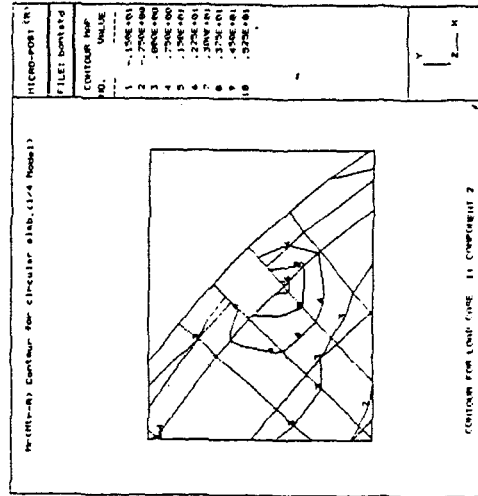 MICRO-POST (R)
FILE: bomtstd
CONTOUR MAP
NO. VALUE
1 -.150E+01
2 -.750E+00
3 .000E+00
4 .750E+00
5 .150E+01
6 .225E+01
7 .300E+01
8 .375E+01
9 .450E+01
10 .525E+01
Y
Z X
Contour for circular slab.(1/4 Model)
CONTOUR FOR LOAD CASE 1: COMPONENT 2